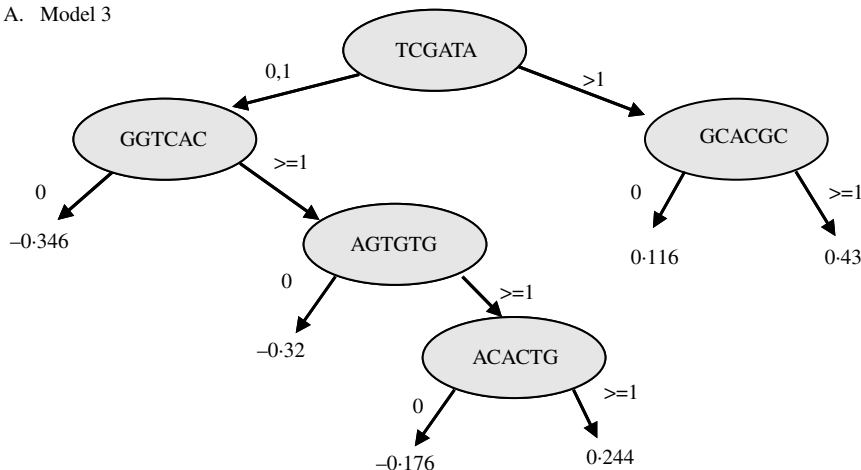 A. Model 3
TCGATA
0,1
>1
GGTCAC
GCACGC
0
>=1
0
>=1
–0·346
AGTGTG
0·116
0·43
0
>=1
–0·32
ACACTG
0
>=1
–0·176
0·244